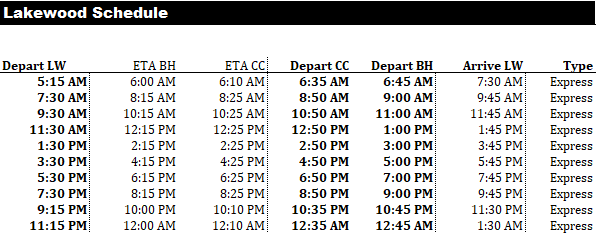 Lakewood Schedule
Depart LW ETA BH ETA CC Depart CC Depart BH Arrive LW Type
5:15 AM 6:00 AM 6:10 AM 6:35 AM 6:45 AM 7:30 AM Express
7:30 AM 8:15 AM 8:25 AM 8:50 AM 9:00 AM 9:45 AM Express
9:30 AM 10:15 AM 10:25 AM 10:50 AM 11:00 AM 11:45 AM Express
11:30 AM 12:15 PM 12:25 PM 12:50 PM 1:00 PM 1:45 PM Express
1:30 PM 2:15 PM 2:25 PM 2:50 PM 3:00 PM 3:45 PM Express
3:30 PM 4:15 PM 4:25 PM 4:50 PM 5:00 PM 5:45 PM Express
5:30 PM 6:15 PM 6:25 PM 6:50 PM 7:00 PM 7:45 PM Express
7:30 PM 8:15 PM 8:25 PM 8:50 PM 9:00 PM 9:45 PM Express
9:15 PM 10:00 PM 10:10 PM 10:35 PM 10:45 PM 11:30 PM Express
11:15 PM 12:00 AM 12:10 AM 12:35 AM 12:45 AM 1:30 AM Express